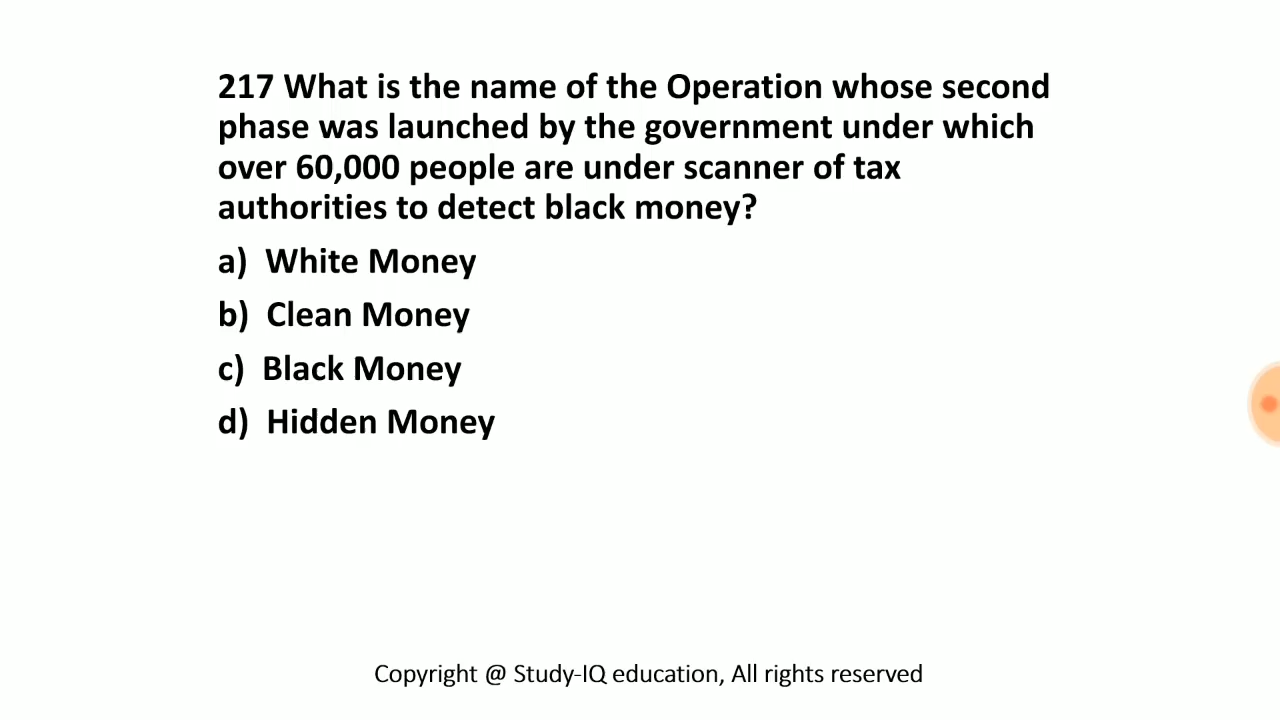 217 What is the name of the Operation whose second
phase was launched by the government under which
over 60,000 people are under scanner of tax
authorities to detect black money?
a) White Money
b) Clean Money
c) Black Money
d) Hidden Money
Copyright @ Study-IQ education, All rights reserved